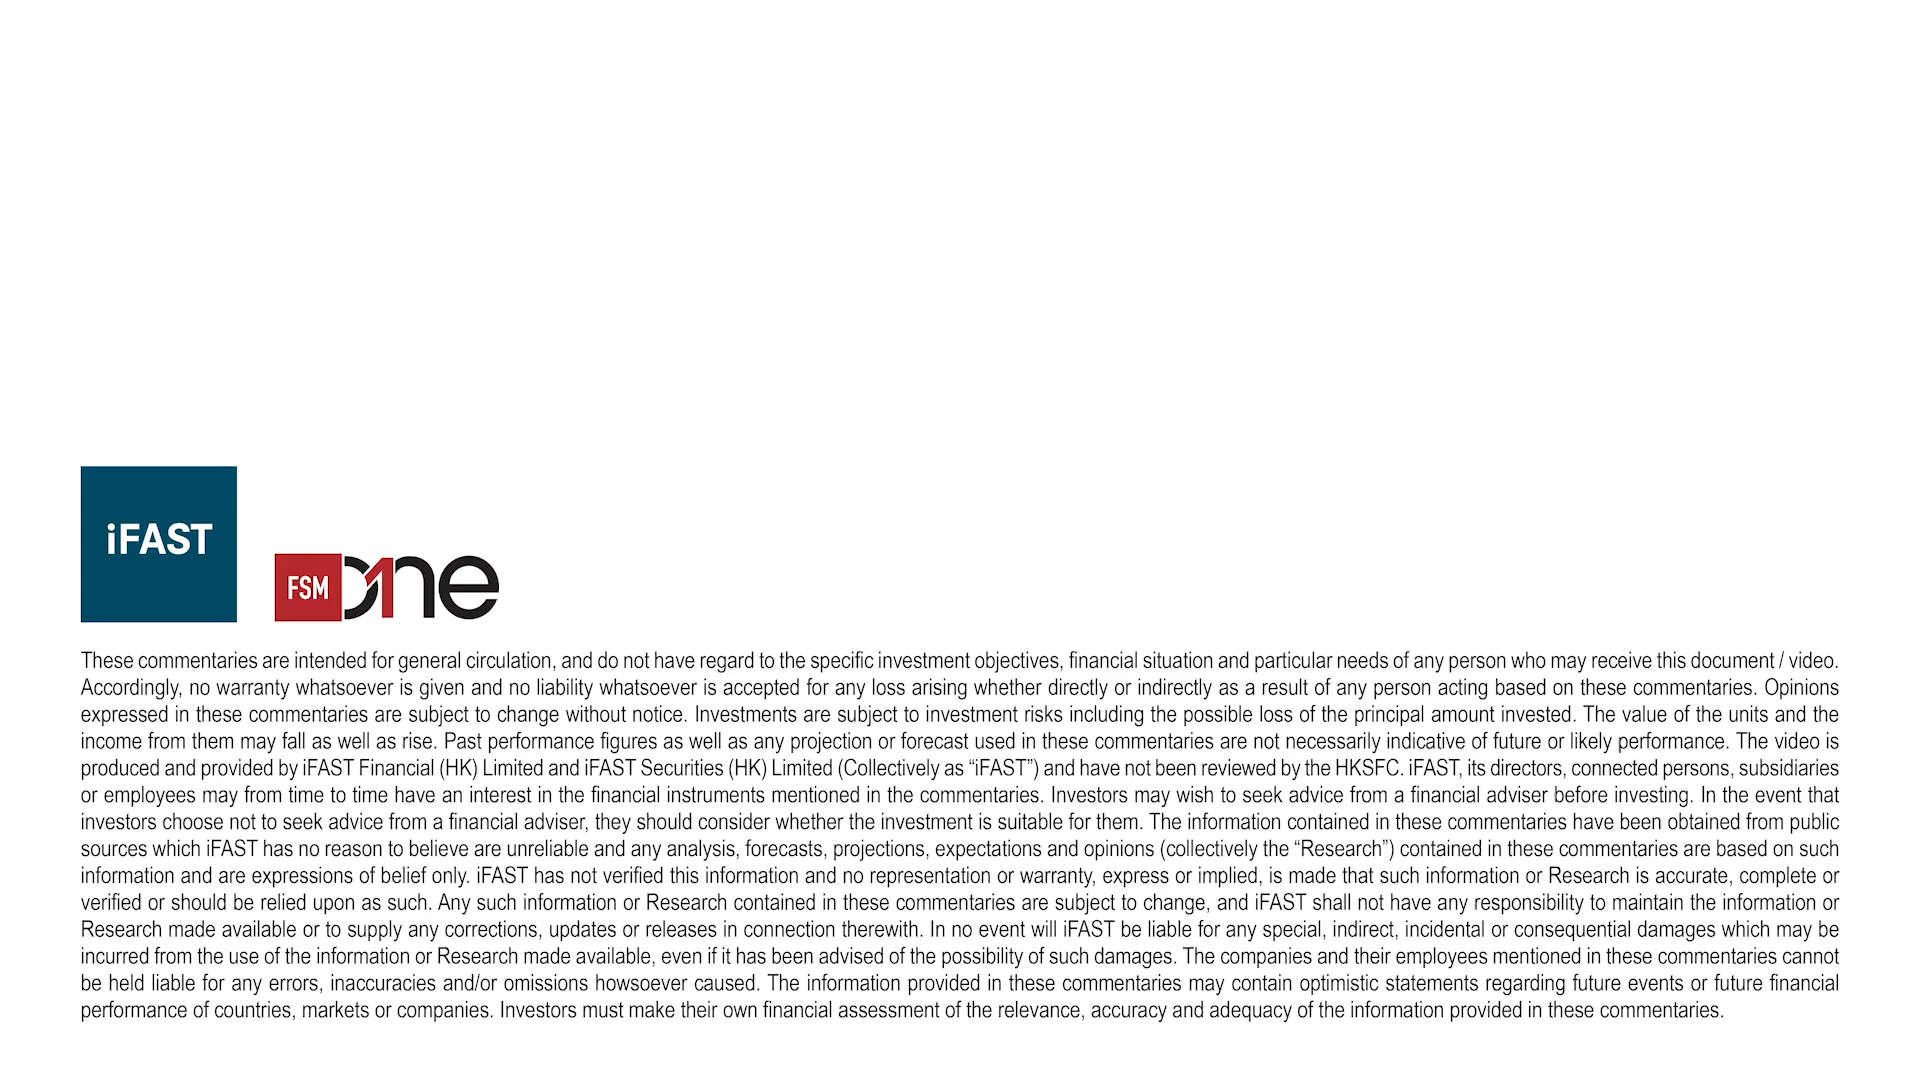 iFAST
FSM One
These commentaries are intended for general circulation, and do not have regard to the specific investment objectives, financial situation and particular needs of any person who may receive this document / video.
Accordingly, no warranty whatsoever is given and no liability whatsoever is accepted for any loss arising whether directly or indirectly as a result of any person acting based on these commentaries. Opinions
expressed in these commentaries are subject to change without notice. Investments are subject to investment risks including the possible loss of the principal amount invested. The value of the units and the
income from them may fall as well as rise. Past performance figures as well as any projection or forecast used in these commentaries are not necessarily indicative of future or likely performance. The video is
produced and provided by iFAST Financial (HK) Limited and iFAST Securities (HK) Limited (Collectively as “iFAST”) and have not been reviewed by the HKSFC. iFAST, its directors, connected persons, subsidiaries
or employees may from time to time have an interest in the financial instruments mentioned in the commentaries. Investors may wish to seek advice from a financial adviser before investing. In the event that
investors choose not to seek advice from a financial adviser, they should consider whether the investment is suitable for them. The information contained in these commentaries have been obtained from public
sources which iFAST has no reason to believe are unreliable and any analysis, forecasts, projections, expectations and opinions (collectively the “Research”) contained in these commentaries are based on such
information and are expressions of belief only. iFAST has not verified this information and no representation or warranty, express or implied, is made that such information or Research is accurate, complete or
verified or should be relied upon as such. Any such information or Research contained in these commentaries are subject to change, and iFAST shall not have any responsibility to maintain the information or
Research made available or to supply any corrections, updates or releases in connection therewith. In no event will iFAST be liable for any special, indirect, incidental or consequential damages which may be
incurred from the use of the information or Research made available, even if it has been advised of the possibility of such damages. The companies and their employees mentioned in these commentaries cannot
be held liable for any errors, inaccuracies and/or omissions howsoever caused. The information provided in these commentaries may contain optimistic statements regarding future events or future financial
performance of countries, markets or companies. Investors must make their own financial assessment of the relevance, accuracy and adequacy of the information provided in these commentaries.